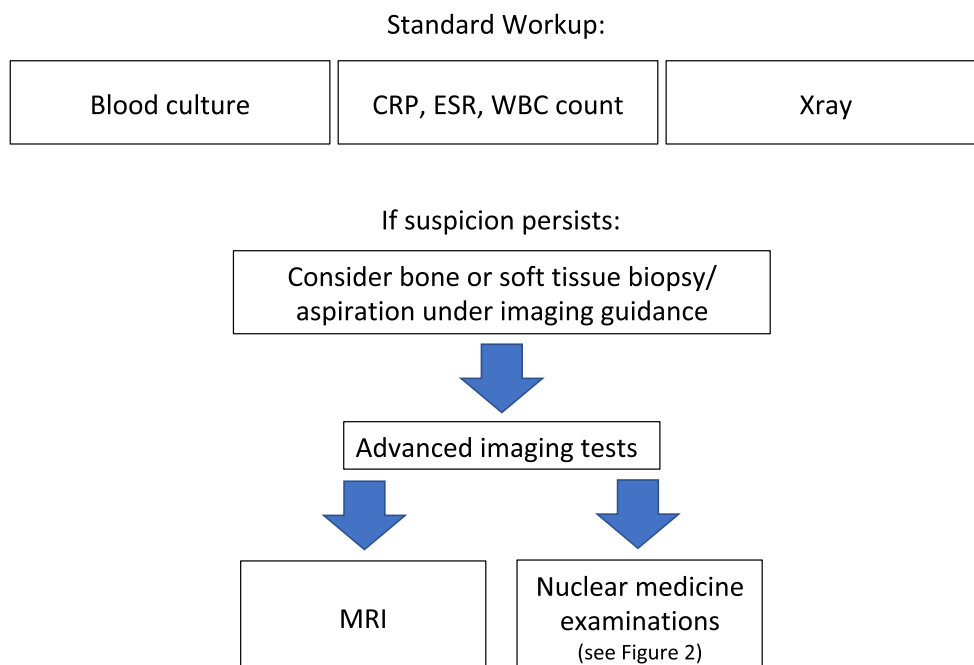 Standard Workup:
Blood culture
CRP, ESR, WBC count
Xray
If suspicion persists:
Consider bone or soft tissue biopsy/
aspiration under imaging guidance
Advanced imaging tests
MRI
Nuclear medicine
examinations
(see Figure 2)